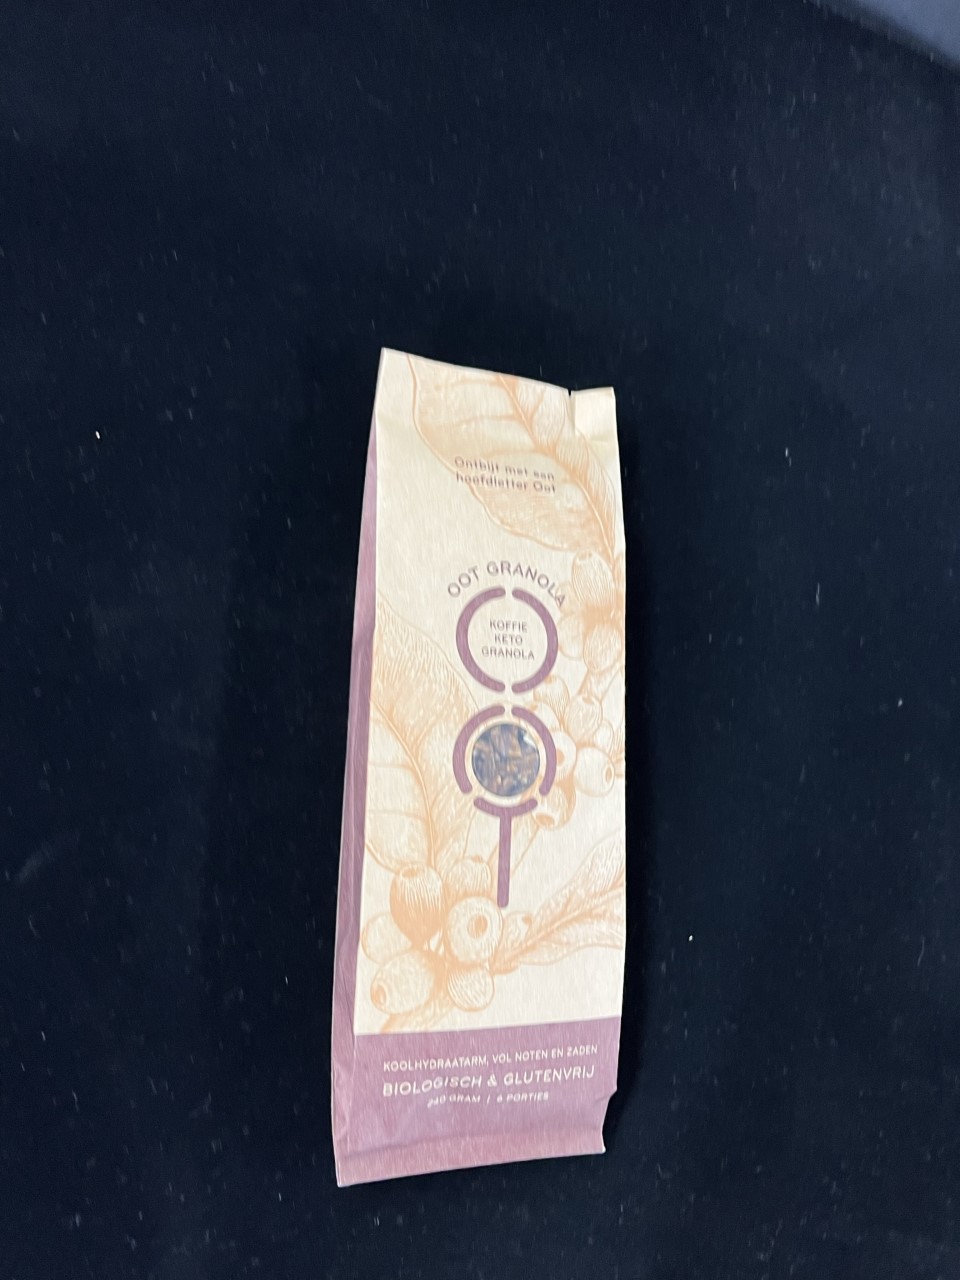 Ontbijt met een
hoofdletter Oot
OOT GRANOLA
KOFFIE
KETO
GRANOLA
KOOLHYDRAATARM, VOL NOTEN EN ZADEN
BIOLOGISCH & GLUTENVRIJ
240 GRAM / 6 PORTIES